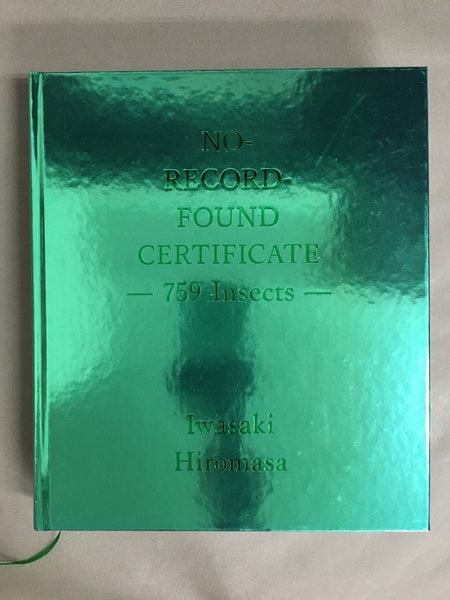 NO-
RECORD-
FOUND
CERTIFICATE
— 759 Insects —
Iwasaki
Hiromasa